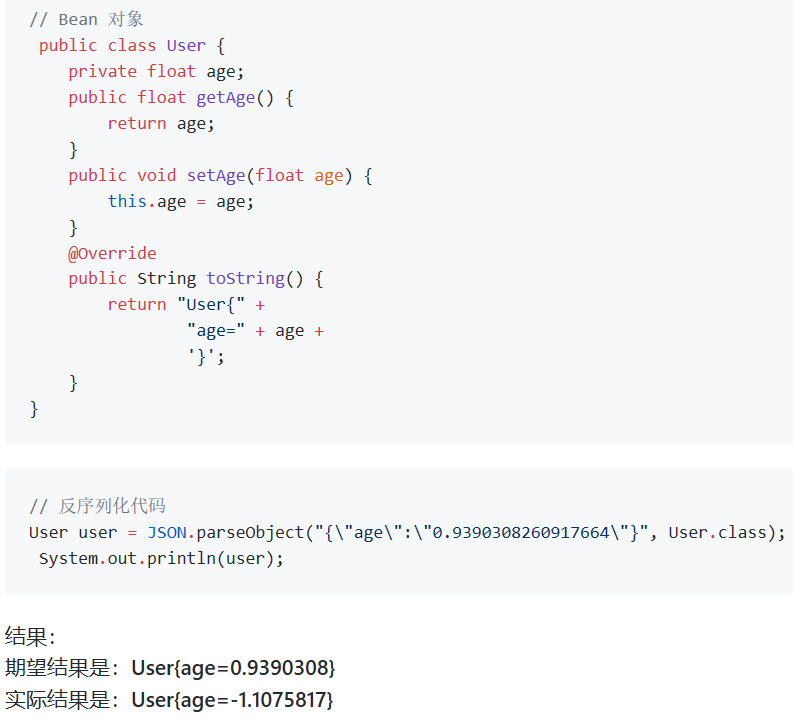 // Bean 对象
public class User {
private float age;
public float getAge() {
return age;
}
public void setAge(float age) {
this.age = age;
}
@Override
public String toString() {
return "User{" +
"age=" + age +
'}';
}
}
// 反序列化代码
User user = JSON.parseObject("{\"age\":\"0.9390308260917664\"}", User.class);
System.out.println(user);
结果：
期望结果是：User{age=0.9390308}
实际结果是：User{age=-1.1075817}